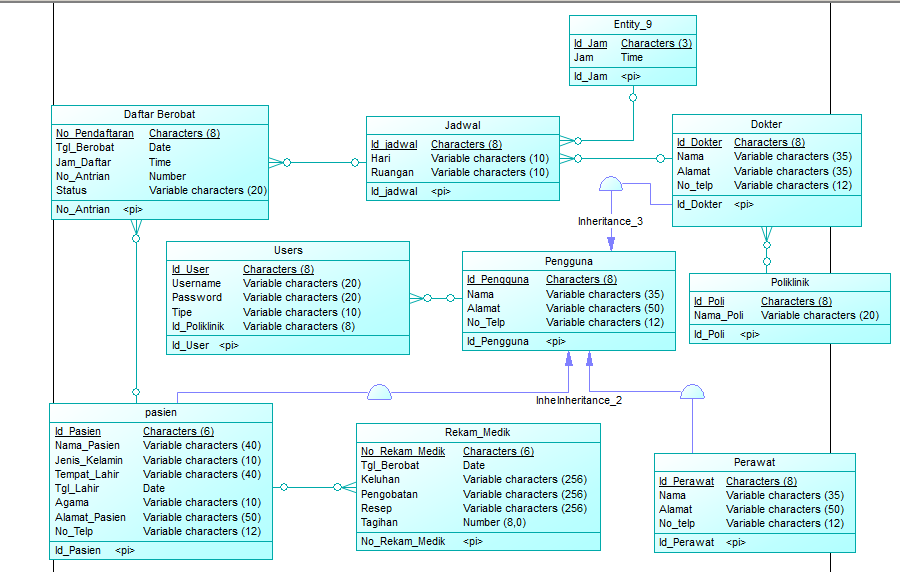 Entity_9
Id_Jam Characters (3)
Jam Time
Id_Jam <pi>
Daftar Berobat
No_Pendaftaran Characters (8)
Tgl_Berobat Date
Jam_Daftar Time
No_Antrian Number
Status Variable characters (20)
No_Antrian <pi>
Jadwal
Id_jadwal Characters (8)
Hari Variable characters (10)
Ruangan Variable characters (10)
Id_jadwal <pi>
Dokter
Id_Dokter Characters (8)
Nama Variable characters (35)
Alamat Variable characters (35)
No_telp Variable characters (12)
Id_Dokter <pi>
Inheritance_3
Users
Id_User Characters (8)
Username Variable characters (20)
Password Variable characters (20)
Tipe Variable characters (10)
Id_Poliklinik Variable characters (8)
Id_User <pi>
Pengguna
Id_Pengguna Characters (8)
Nama Variable characters (35)
Alamat Variable characters (50)
No_Telp Variable characters (12)
Id_Pengguna <pi>
Poliklinik
Id_Poli Characters (8)
Nama_Poli Variable characters (20)
Id_Poli <pi>
InheInheritance_2
pasien
Id_Pasien Characters (6)
Nama_Pasien Variable characters (40)
Jenis_Kelamin Variable characters (10)
Tempat_Lahir Variable characters (40)
Tgl_Lahir Date
Agama Variable characters (10)
Alamat_Pasien Variable characters (50)
No_Telp Variable characters (12)
Id_Pasien <pi>
Rekam_Medik
No_Rekam_Medik Characters (6)
Tgl_Berobat Date
Keluhan Variable characters (256)
Pengobatan Variable characters (256)
Resep Variable characters (256)
Tagihan Number (8,0)
No_Rekam_Medik <pi>
Perawat
Id_Perawat Characters (8)
Nama Variable characters (35)
Alamat Variable characters (50)
No_telp Variable characters (12)
Id_Perawat <pi>